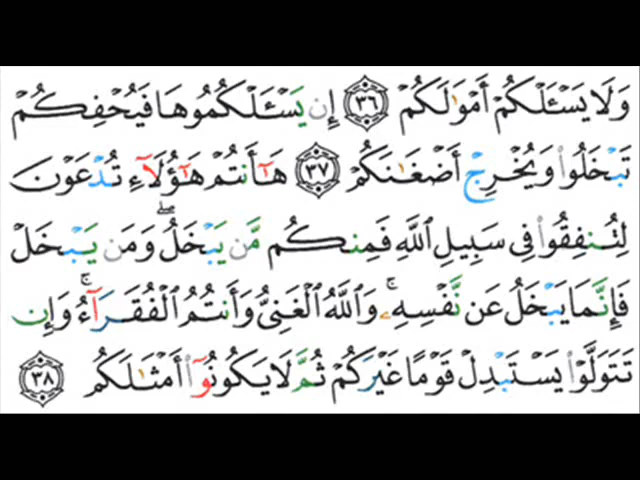 وَلَا يَسْـَٔلْكُمْ أَمْوَٰلَكُمْ ٣٦ إِن يَسْـَٔلْكُمُوهَا فَيُحْفِكُمْ
تَبْخَلُوا۟ وَيُخْرِجْ أَضْغَـٰنَكُمْ ٣٧ هَـٰٓأَنتُمْ هَـٰٓؤُلَآءِ تُدْعَوْنَ
لِتُنفِقُوا۟ فِى سَبِيلِ ٱللَّهِ فَمِنكُم مَّن يَبْخَلُ ۖ وَمَن يَبْخَلْ
فَإِنَّمَا يَبْخَلُ عَن نَّفْسِهِۦ ۚ وَٱللَّهُ ٱلْغَنِىُّ وَأَنتُمُ ٱلْفُقَرَآءُ ۚ وَإِن
تَتَوَلَّوْا۟ يَسْتَبْدِلْ قَوْمًا غَيْرَكُمْ ثُمَّ لَا يَكُونُوٓا۟ أَمْثَـٰلَكُم ٣٨